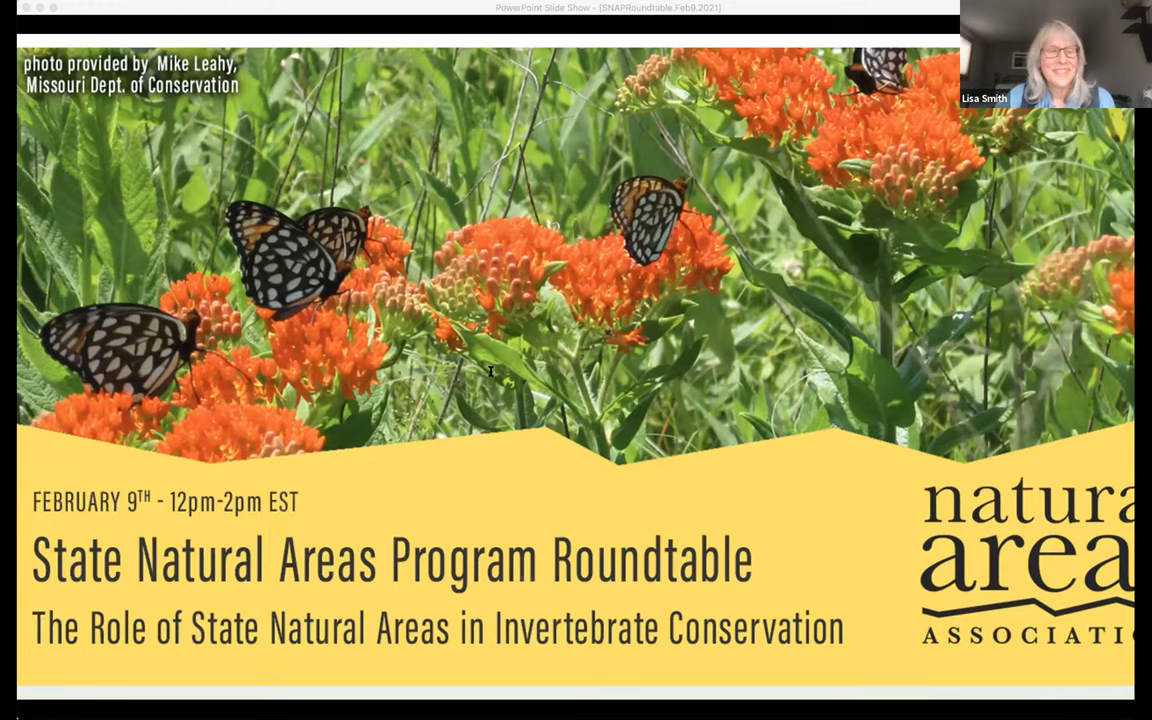 PowerPoint Slide Show - [SNAPRoundtable.Feb9.2021]
photo provided by Mike Leahy,
Missouri Dept. of Conservation
Lisa Smith
FEBRUARY 9TH - 12pm-2pm EST
State Natural Areas Program Roundtable
The Role of State Natural Areas in Invertebrate Conservation
natura
area
ASSOCIATI